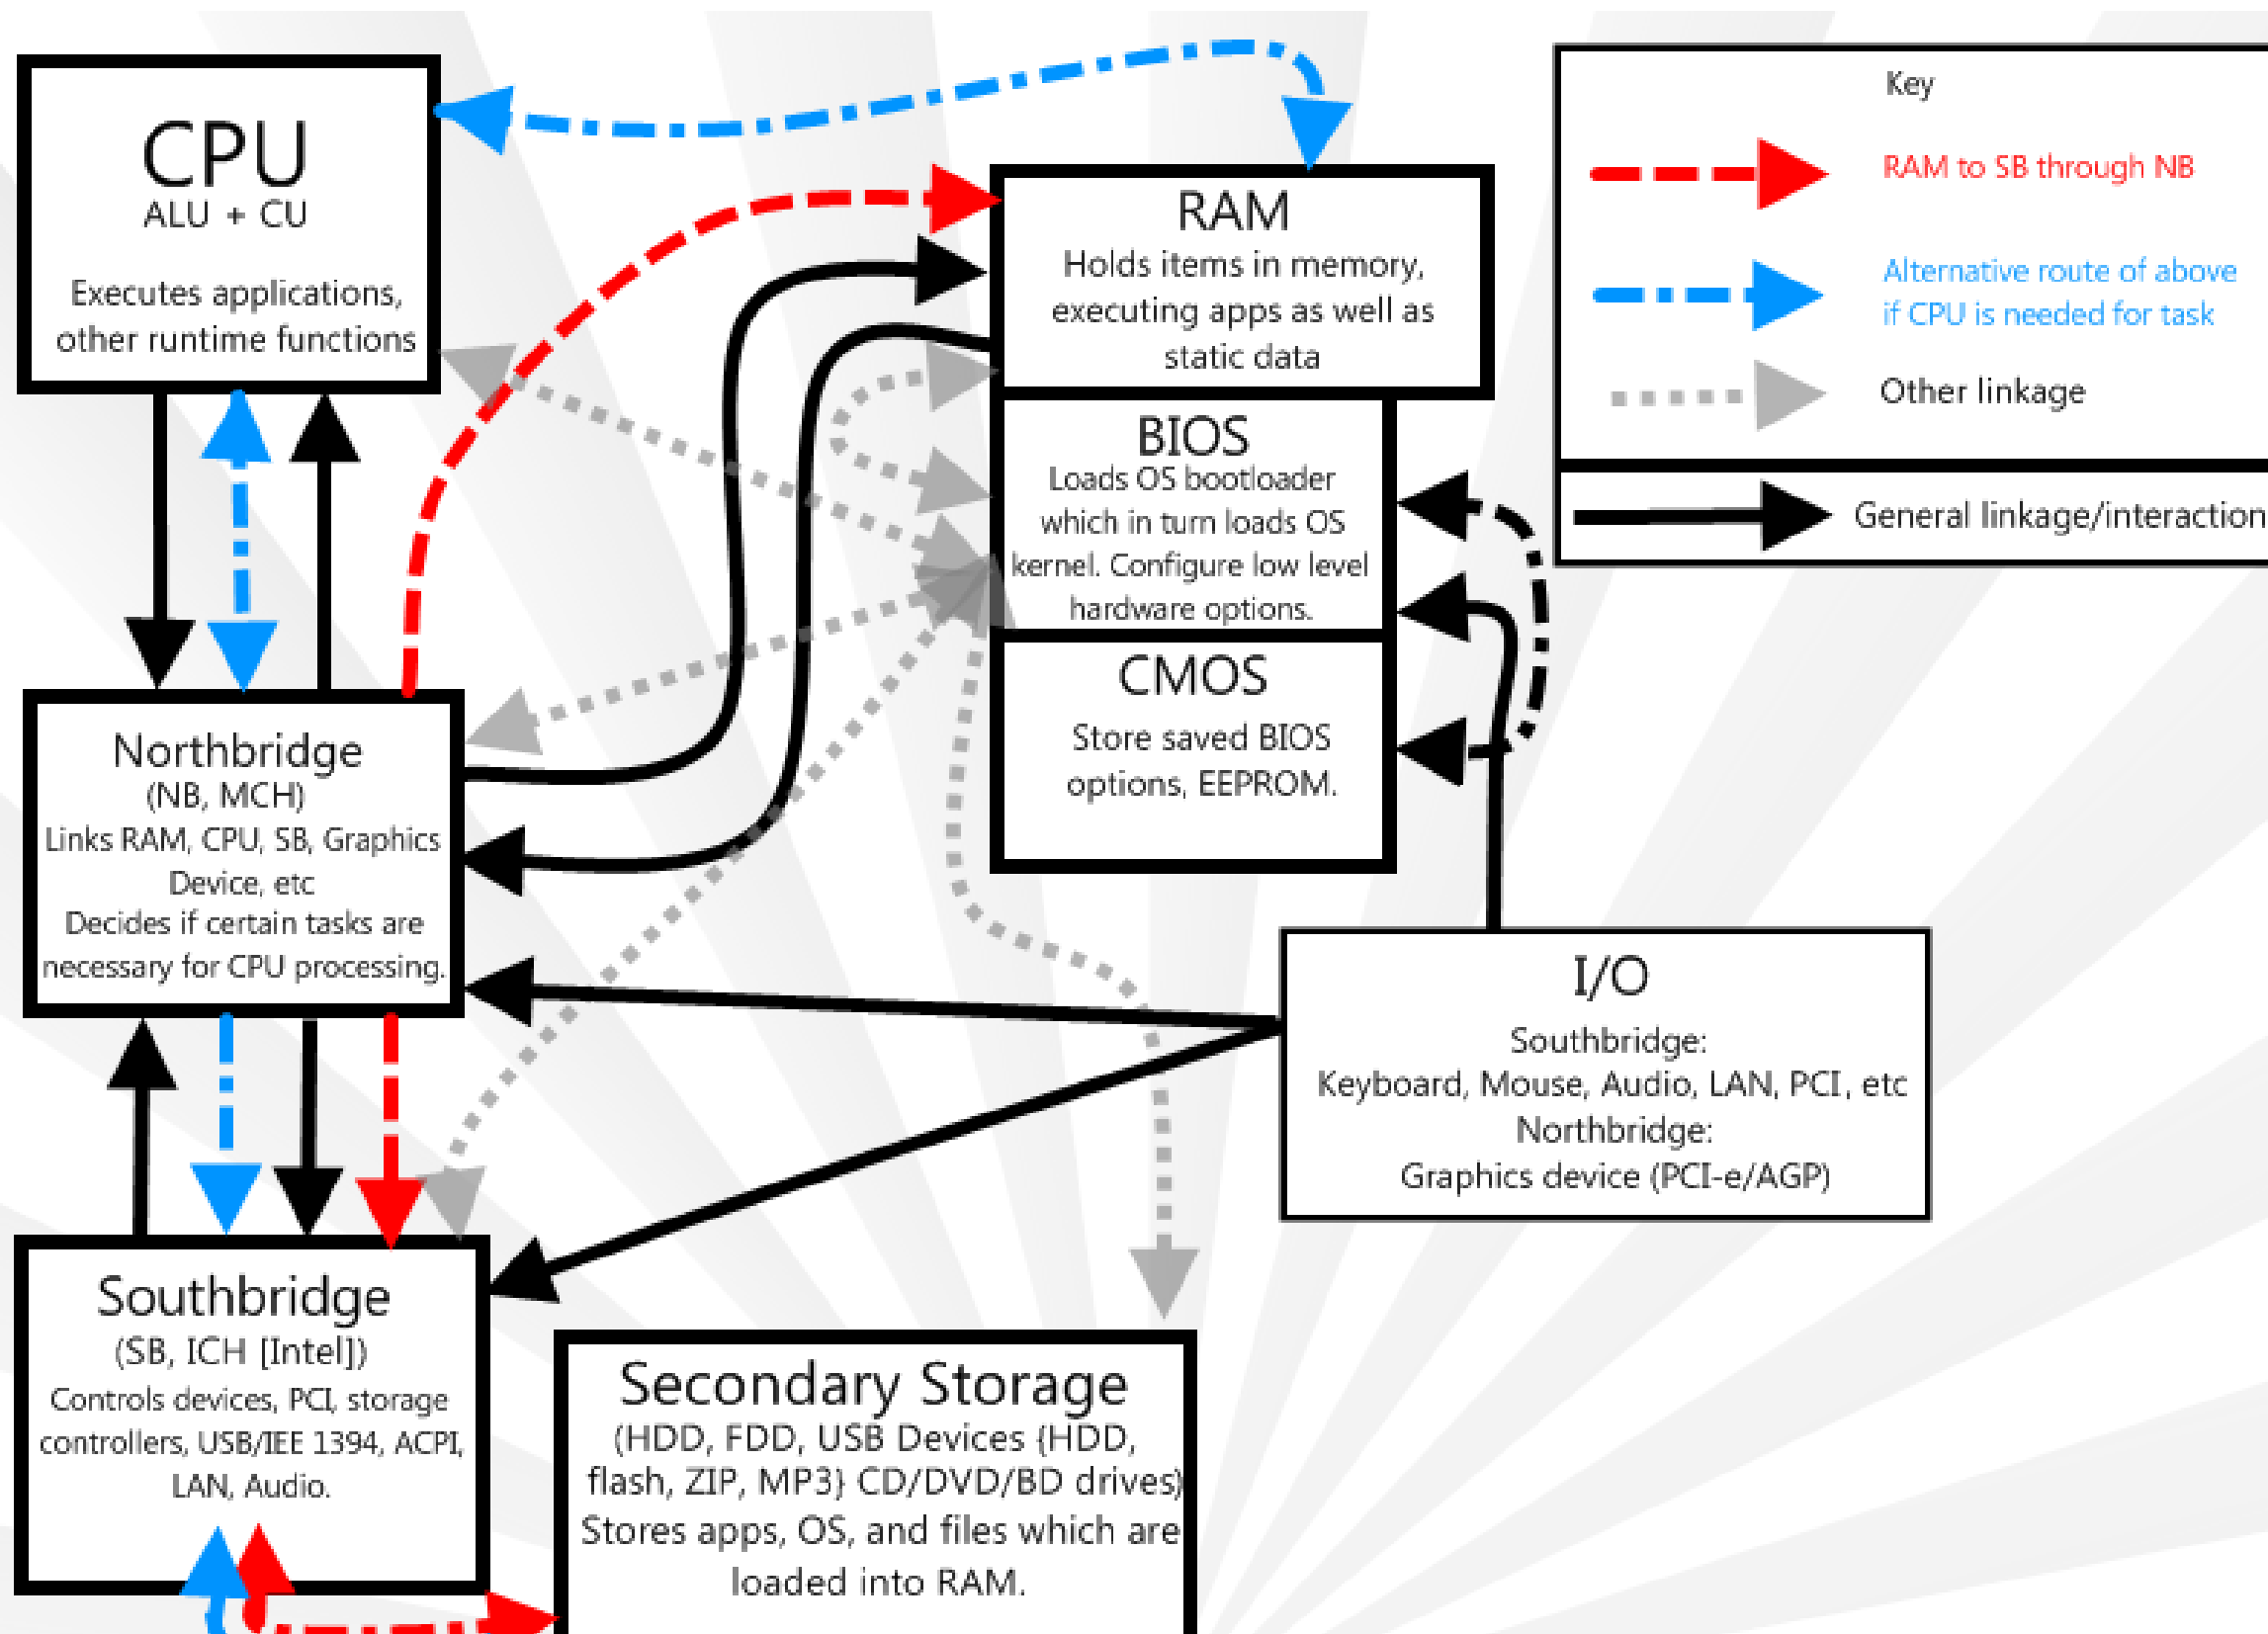 CPU
ALU + CU
Executes applications,
other runtime functions
RAM
Holds items in memory,
executing apps as well as
static data
BIOS
Loads OS bootloader
which in turn loads OS
kernel. Configure low level
hardware options.
CMOS
Store saved BIOS
options, EEPROM.
Key
RAM to SB through NB
Alternative route of above
if CPU is needed for task
Other linkage
General linkage/interaction
Northbridge
(NB, MCH)
Links RAM, CPU, SB, Graphics
Device, etc
Decides if certain tasks are
necessary for CPU processing.
I/O
Southbridge:
Keyboard, Mouse, Audio, LAN, PCI, etc
Northbridge:
Graphics device (PCI-e/AGP)
Southbridge
(SB, ICH [Intel])
Controls devices, PCI, storage
controllers, USB/IEE 1394, ACPI,
LAN, Audio.
Secondary Storage
(HDD, FDD, USB Devices {HDD,
flash, ZIP, MP3} CD/DVD/BD drives)
Stores apps, OS, and files which are
loaded into RAM.